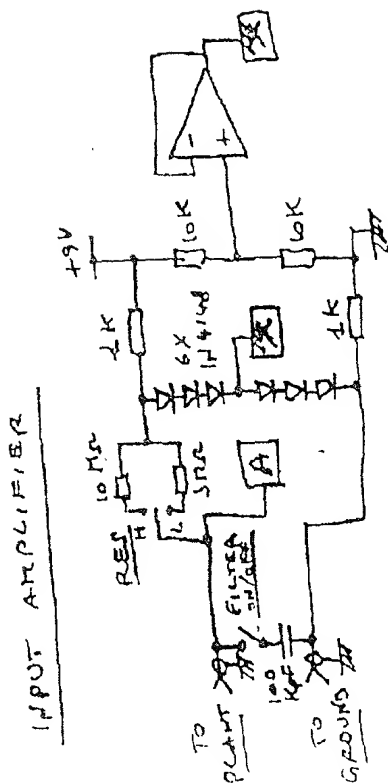 INPUT AMPLIFIER
+9V
1K
10K
-
+
10K
1K
6X
1N4148
10 MΩ
RES
H
L
A
FILTER
ON/OFF
100
KpF
TO
PLANT
TO
GROUND